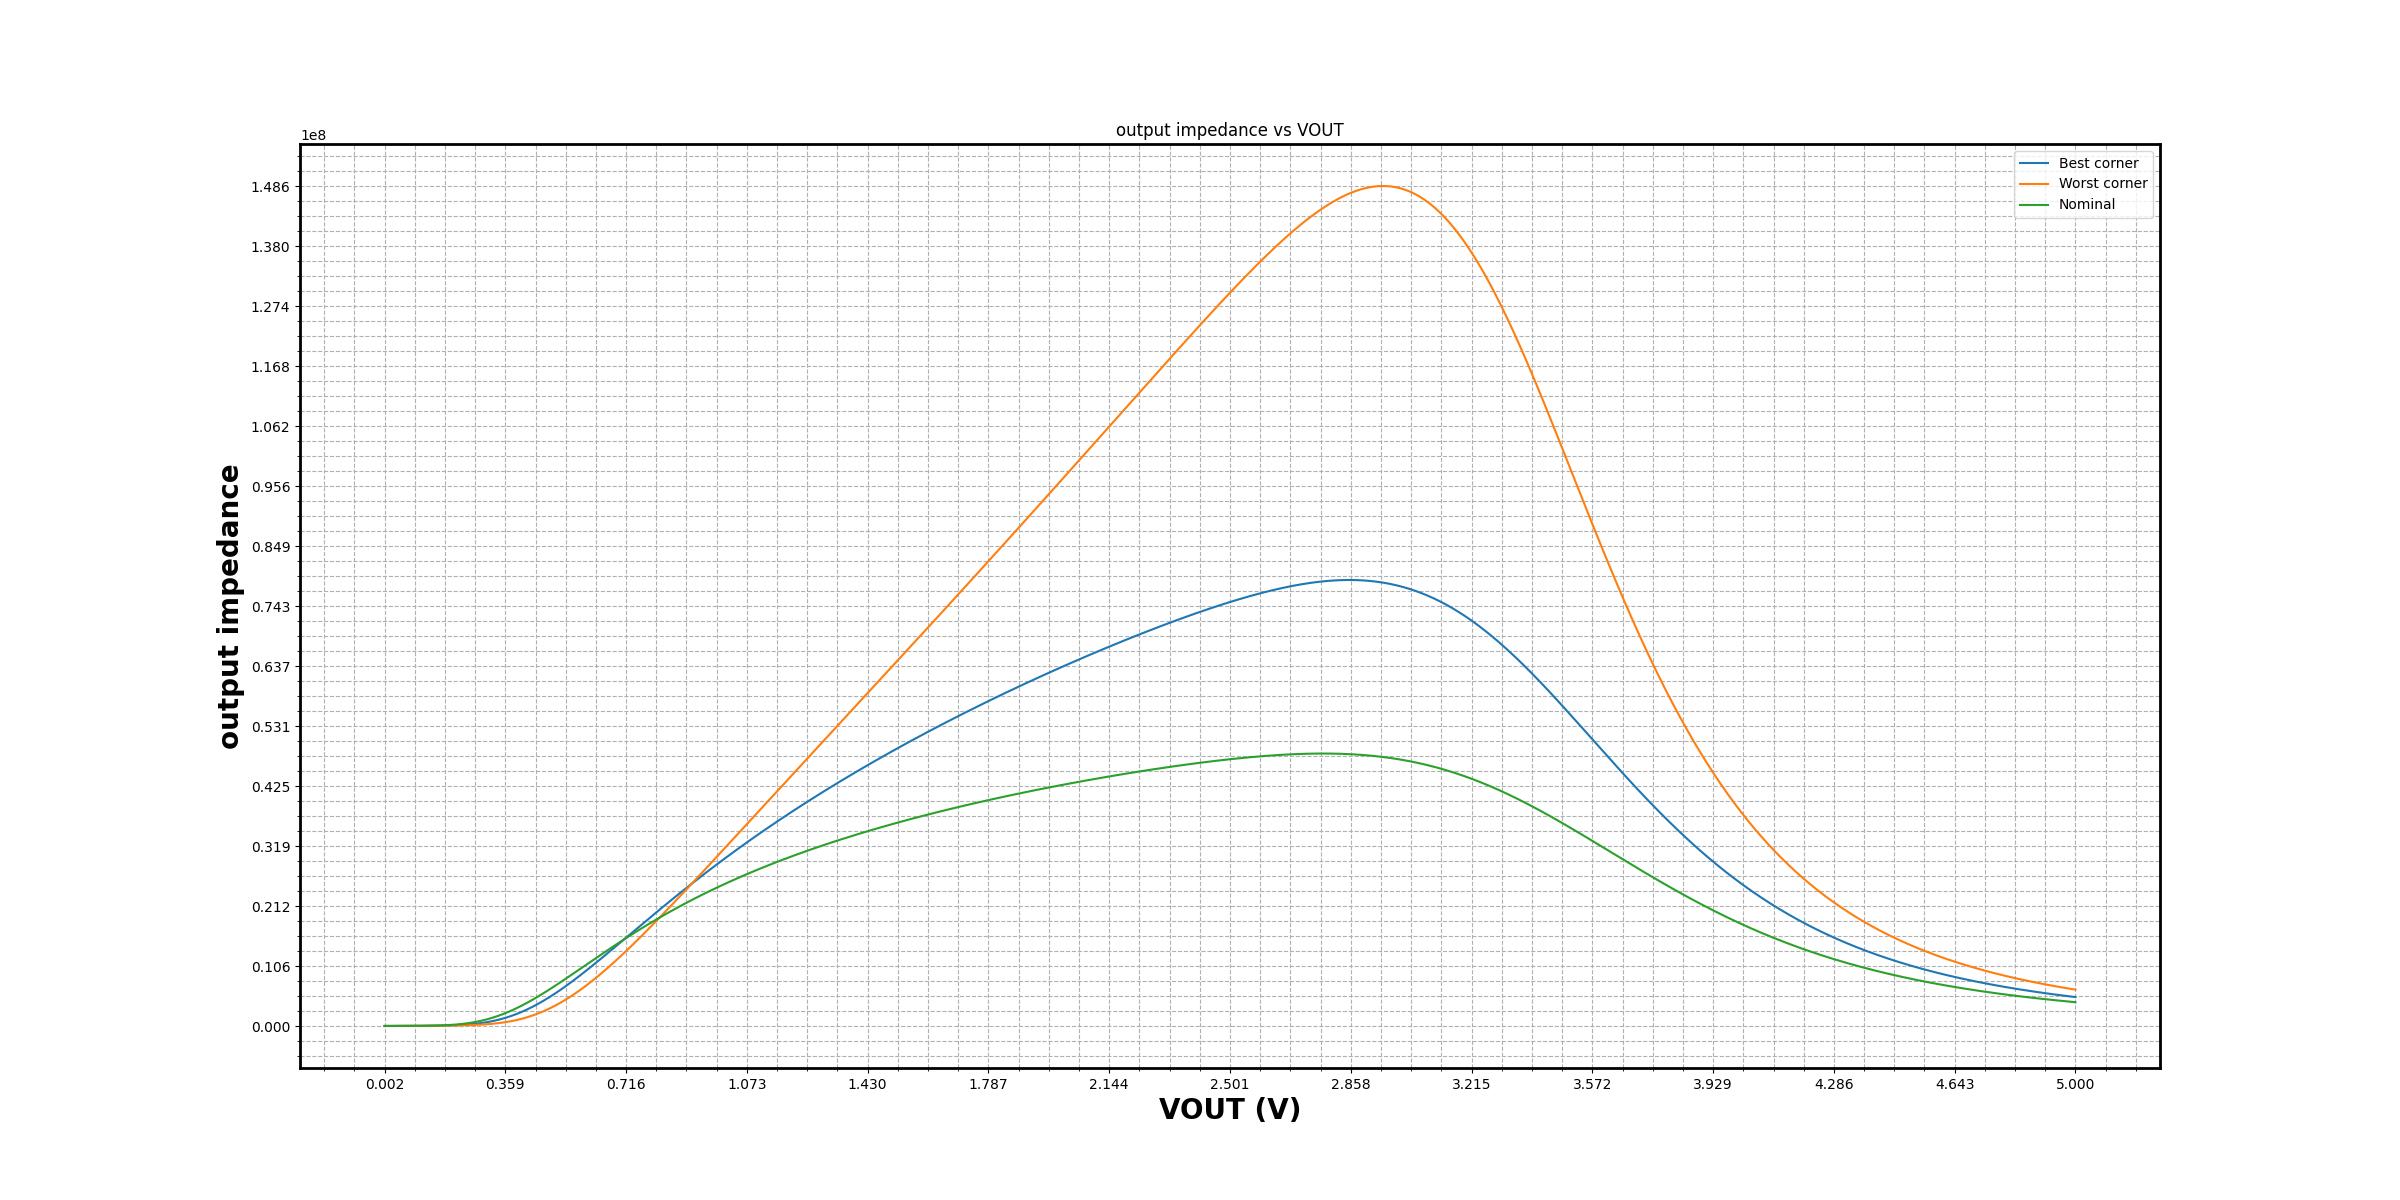 output impedance vs VOUT
1e8
Best corner
Worst corner
Nominal
1.486
1.380
1.274
1.168
1.062
0.956
0.849
0.743
0.637
0.531
0.425
0.319
0.212
0.106
0.000
output impedance
0.002 0.359 0.716 1.073 1.430 1.787 2.144 2.501 2.858 3.215 3.572 3.929 4.286 4.643 5.000
VOUT (V)